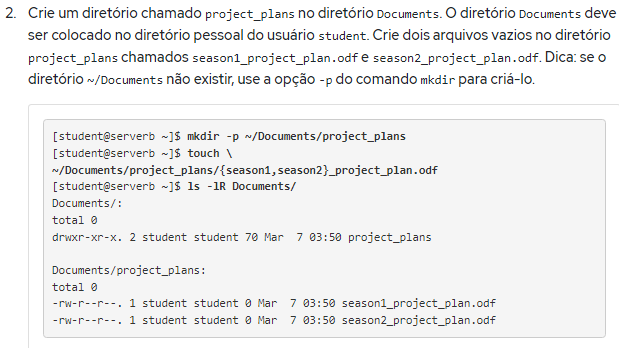 2. Crie um diretório chamado project_plans no diretório Documents. O diretório Documents deve
ser colocado no diretório pessoal do usuário student. Crie dois arquivos vazios no diretório
project_plans chamados season1_project_plan.odf e season2_project_plan.odf. Dica: se o
diretório ~/Documents não existir, use a opção -p do comando mkdir para criá-lo.
[student@serverb ~]$ mkdir -p ~/Documents/project_plans
[student@serverb ~]$ touch \
~/Documents/project_plans/{season1,season2}_project_plan.odf
[student@serverb ~]$ ls -lR Documents/
Documents/:
total 0
drwxr-xr-x. 2 student student 70 Mar  7 03:50 project_plans

Documents/project_plans:
total 0
-rw-r--r--. 1 student student 0 Mar  7 03:50 season1_project_plan.odf
-rw-r--r--. 1 student student 0 Mar  7 03:50 season2_project_plan.odf